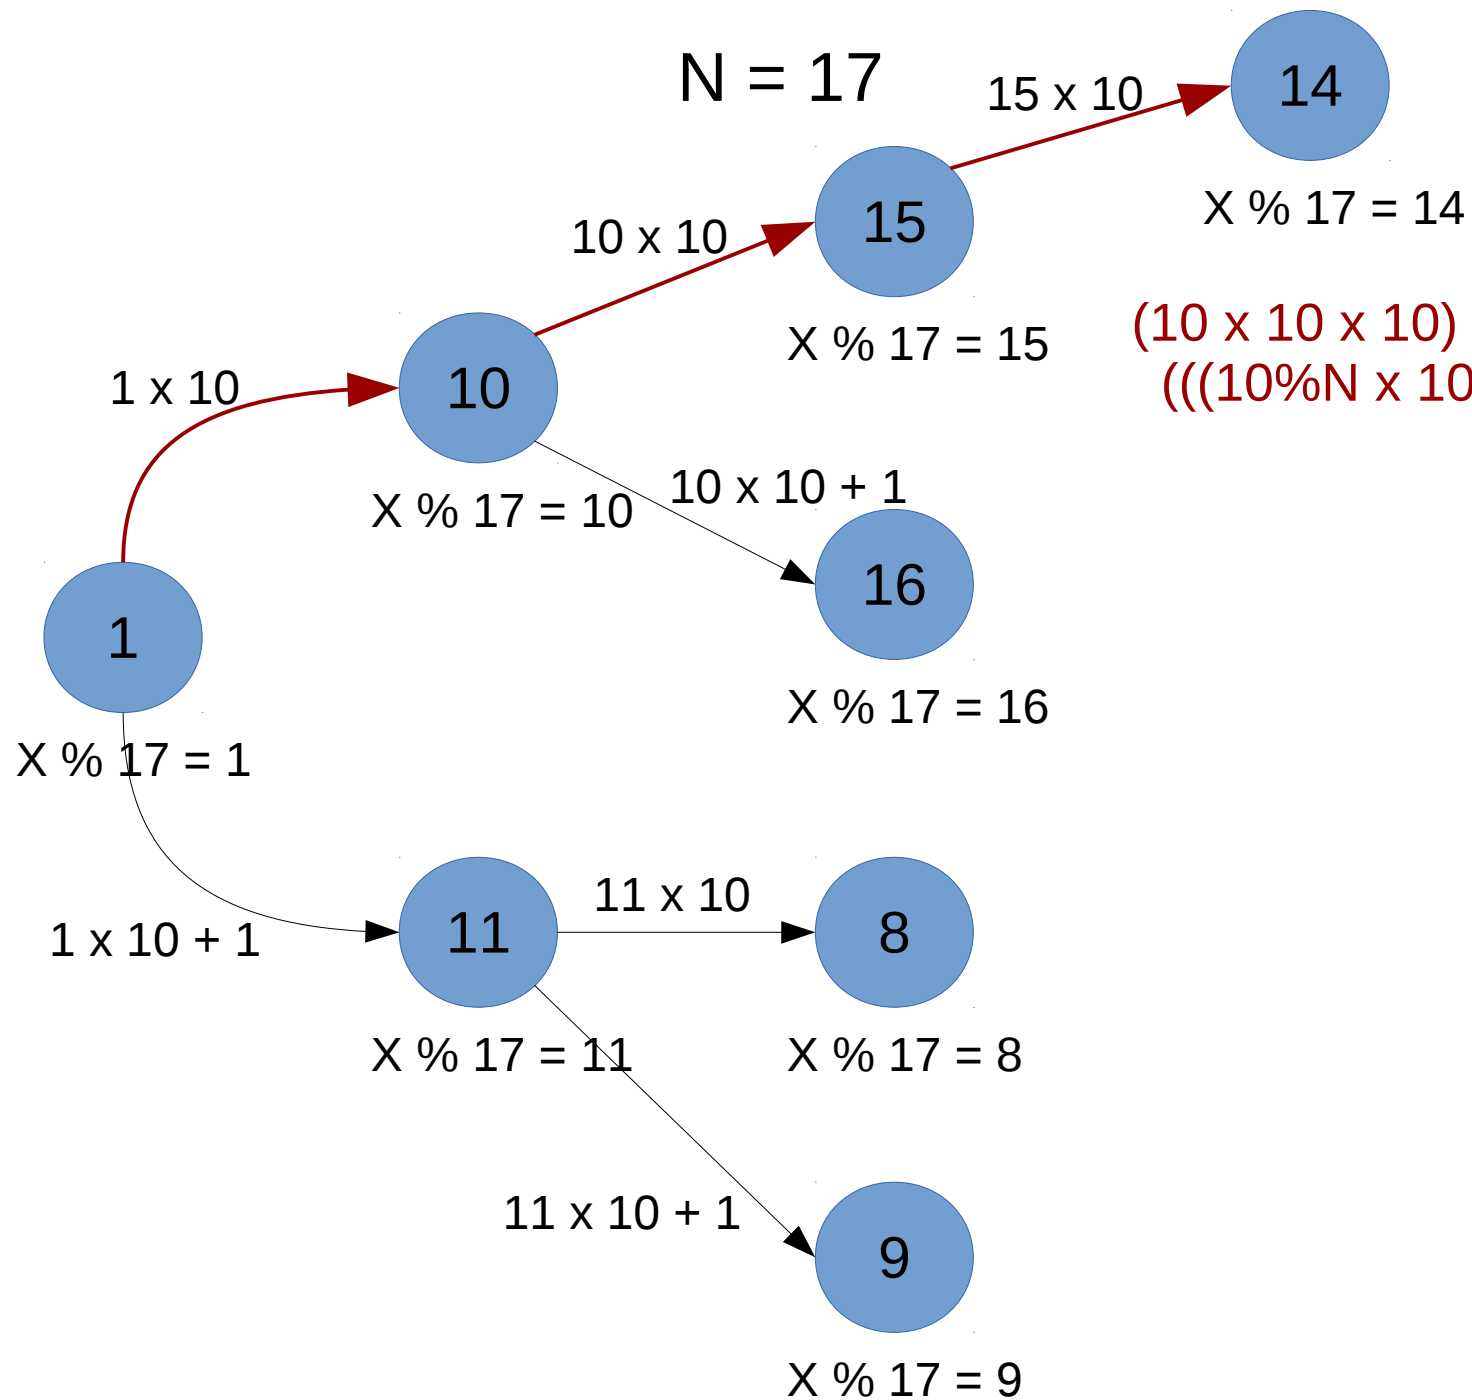 N = 17
14
15 x 10
X % 17 = 14
15
10 x 10
X % 17 = 15
(10 x 10 x 10)
(((10%N x 10
1 x 10
10
X % 17 = 10
10 x 10 + 1
16
X % 17 = 16
1
X % 17 = 1
1 x 10 + 1
11
X % 17 = 11
11 x 10
8
X % 17 = 8
11 x 10 + 1
9
X % 17 = 9